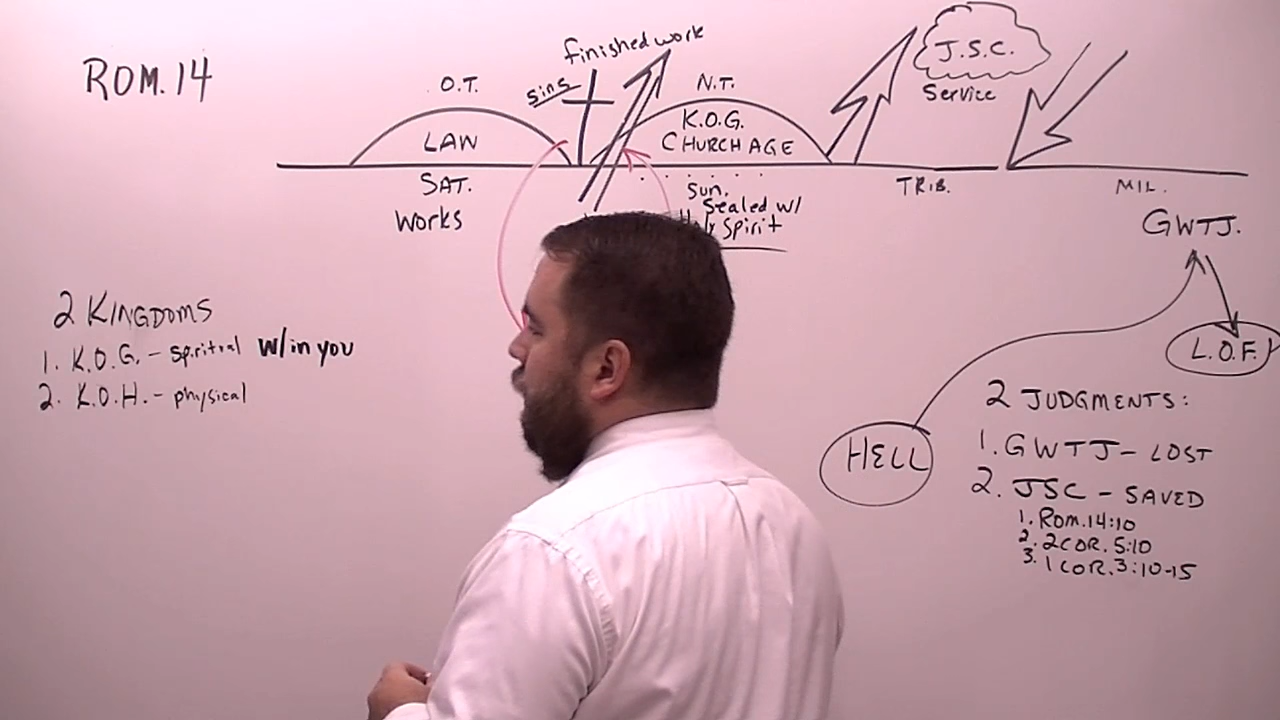 ROM.14
O.T.
LAW
SAT.
Works
sins
finished work
N.T.
K.O.G.
CHURCH AGE
Sun.
Sealed w/
Spirit
J.S.C.
Service
TRIB.
MIL.
GWTJ.
L.O.F.
HELL
2 KINGDOMS
1. K.O.G. - spiritual w/in you
2. K.O.H. - physical
2 JUDGMENTS:
1. GWTJ - LOST
2. JSC - SAVED
1. ROM.14:10
2. 2 COR. 5:10
3. 1 COR. 3:10-15